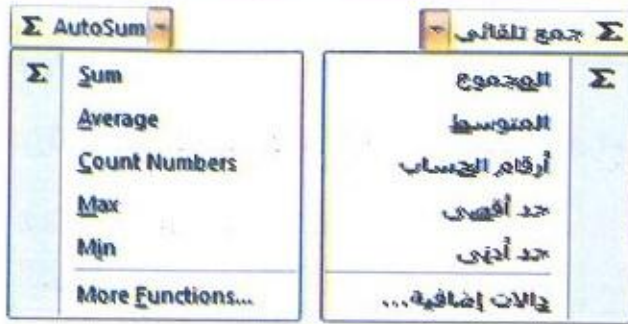 Σ AutoSum
Σ Sum
Average
Count Numbers
Max
Min
More Functions...
Σ جمع تلقائي
Σ المجموع
المتوسط
أرقام الحساب
حد أقصى
حد أدنى
دالات إضافية...